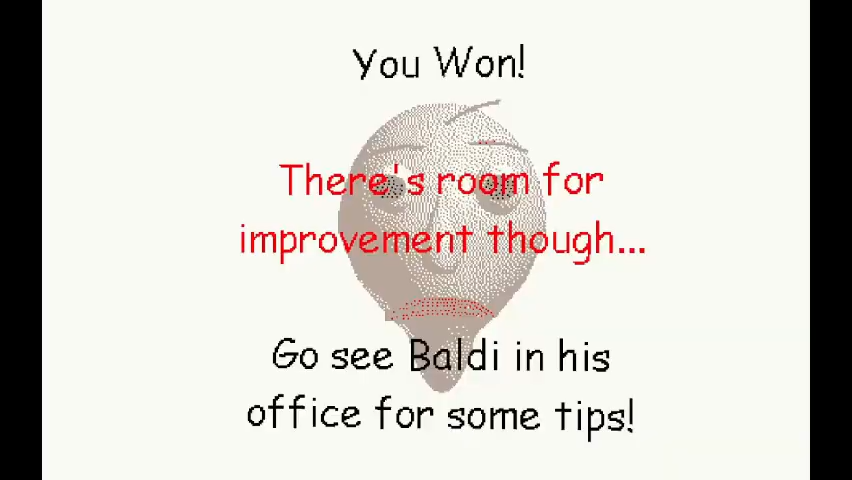 You Won!
There's room for
improvement though...
Go see Baldi in his
office for some tips!